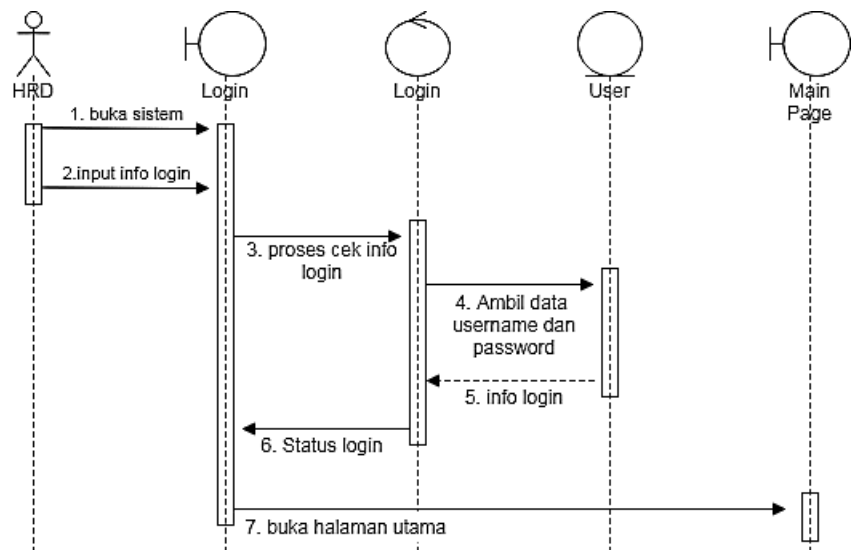 HRD
Login
Login
User
Main
Page
1. buka sistem
2.input info login
3. proses cek info
login
4. Ambil data
username dan
password
5. info login
6. Status login
7. buka halaman utama